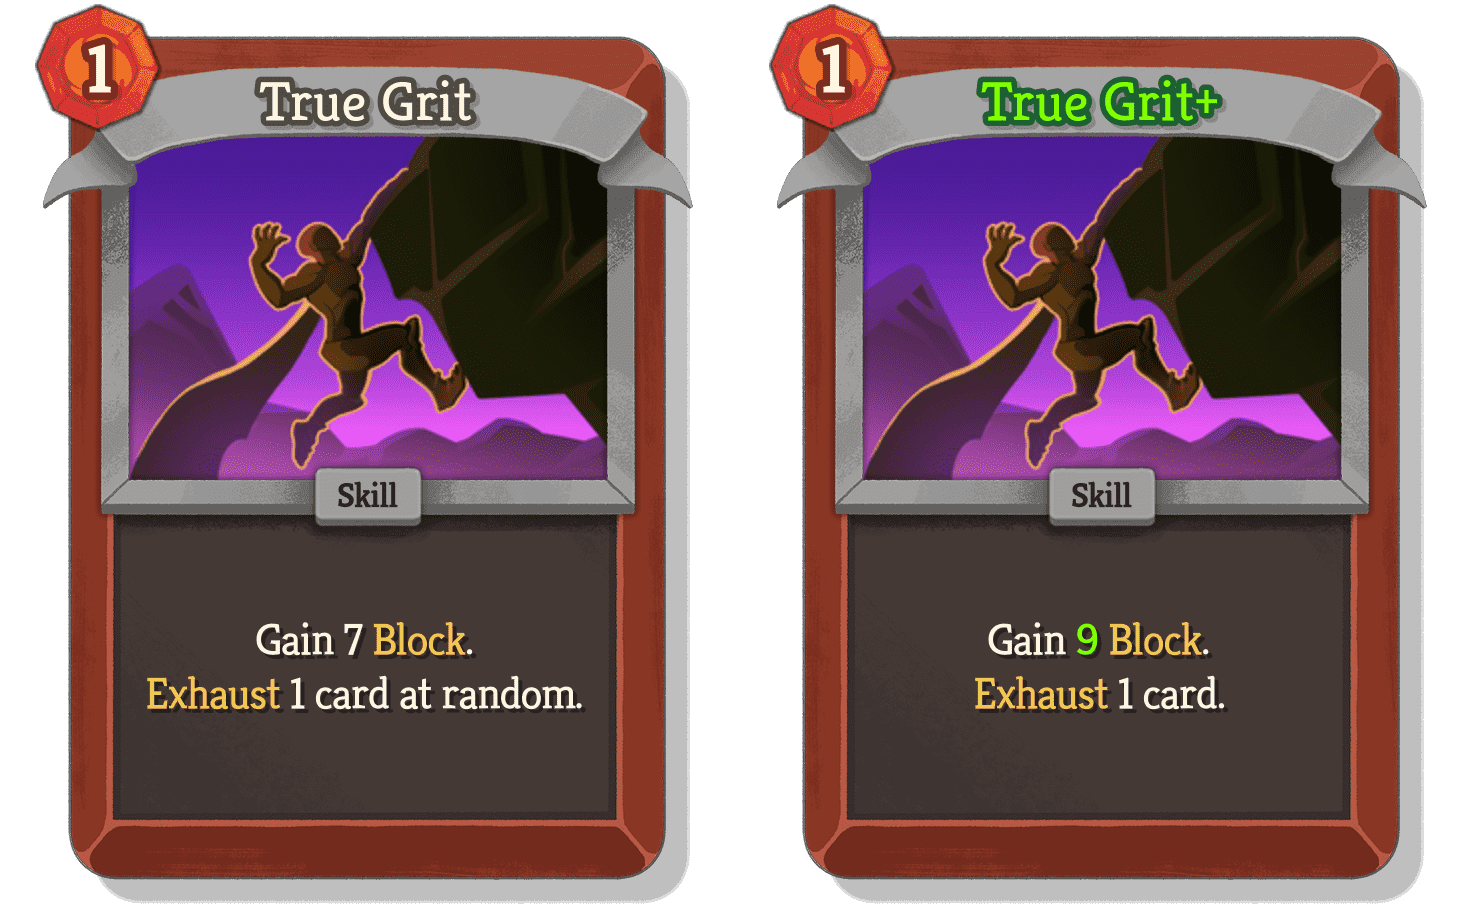 1
True Grit
Skill
Gain 7 Block.
Exhaust 1 card at random.
1
True Grit+
Skill
Gain 9 Block.
Exhaust 1 card.